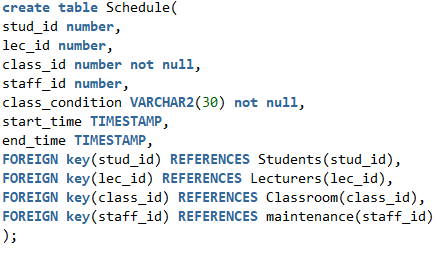 create table Schedule(
stud_id number,
lec_id number,
class_id number not null,
staff_id number,
class_condition VARCHAR2(30) not null,
start_time TIMESTAMP,
end_time TIMESTAMP,
FOREIGN key(stud_id) REFERENCES Students(stud_id),
FOREIGN key(lec_id) REFERENCES Lecturers(lec_id),
FOREIGN key(class_id) REFERENCES Classroom(class_id),
FOREIGN key(staff_id) REFERENCES maintenance(staff_id)
);